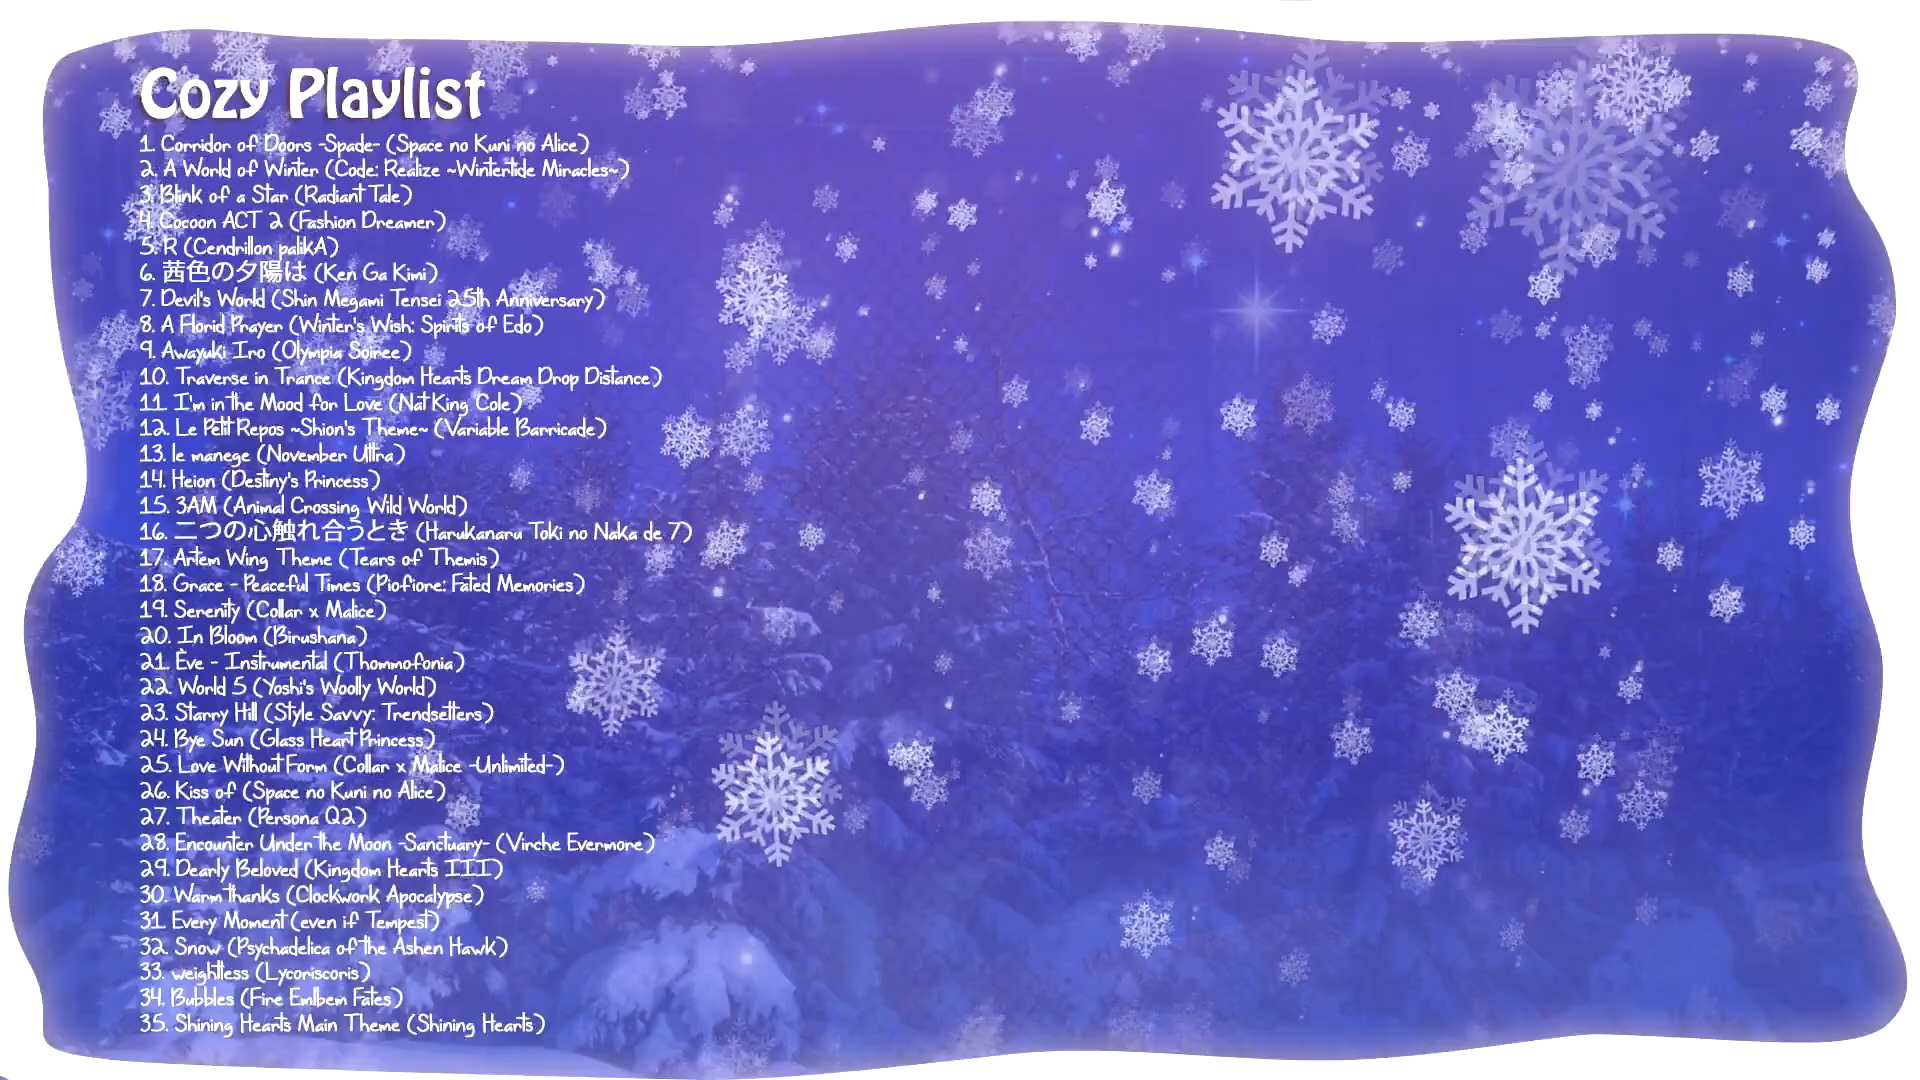 Cozy Playlist
1. Corridor of Doors -Spade- (Space no Kuni no Alice)
2. A World of Winter (Code: Realize ~Wintertide Miracles~)
3. Blink of a Star (Radiant Tale)
4. Cocoon ACT 2 (Fashion Dreamer)
5. R (Cendrillon palikA)
6. 茜色の夕陽は (Ken Ga Kimi)
7. Devil's World (Shin Megami Tensei 25th Anniversary)
8. A Florid Prayer (Winter's Wish: Spirits of Edo)
9. Awayuki Iro (Olympia Soiree)
10. Traverse in Trance (Kingdom Hearts Dream Drop Distance)
11. I'm in the Mood for Love (Nat King Cole)
12. Le Petit Repos ~Shion's Theme~ (Variable Barricade)
13. le manege (November Ultra)
14. Heion (Destiny's Princess)
15. 3AM (Animal Crossing Wild World)
16. 二つの心触れ合うとき (Harukanaru Toki no Naka de 7)
17. Artem Wing Theme (Tears of Themis)
18. Grace - Peaceful Times (Piofiore: Fated Memories)
19. Serenity (Collar x Malice)
20. In Bloom (Birushana)
21. Ève - Instrumental (Thommofonia)
22. World 5 (Yoshi's Woolly World)
23. Starry Hill (Style Savvy: Trendsetters)
24. Bye Sun (Glass Heart Princess)
25. Love Without Form (Collar x Malice -Unlimited-)
26. Kiss of (Space no Kuni no Alice)
27. Theater (Persona Q2)
28. Encounter Under the Moon -Sanctuary- (Virche Evermore)
29. Dearly Beloved (Kingdom Hearts III)
30. Warm thanks (Clockwork Apocalypse)
31. Every Moment (even if Tempest)
32. Snow (Psychadelica of the Ashen Hawk)
33. weightless (Lycoriscoris)
34. Bubbles (Fire Emlbem Fates)
35. Shining Hearts Main Theme (Shining Hearts)